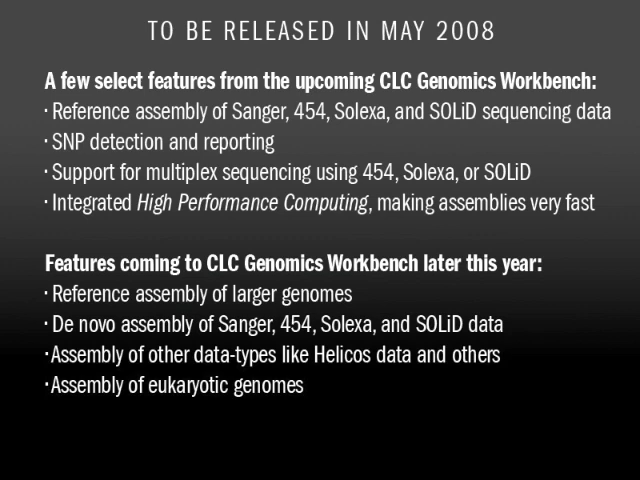 TO BE RELEASED IN MAY 2008
A few select features from the upcoming CLC Genomics Workbench:
· Reference assembly of Sanger, 454, Solexa, and SOLiD sequencing data
· SNP detection and reporting
· Support for multiplex sequencing using 454, Solexa, or SOLiD
· Integrated High Performance Computing, making assemblies very fast
Features coming to CLC Genomics Workbench later this year:
· Reference assembly of larger genomes
· De novo assembly of Sanger, 454, Solexa, and SOLiD data
· Assembly of other data-types like Helicos data and others
· Assembly of eukaryotic genomes